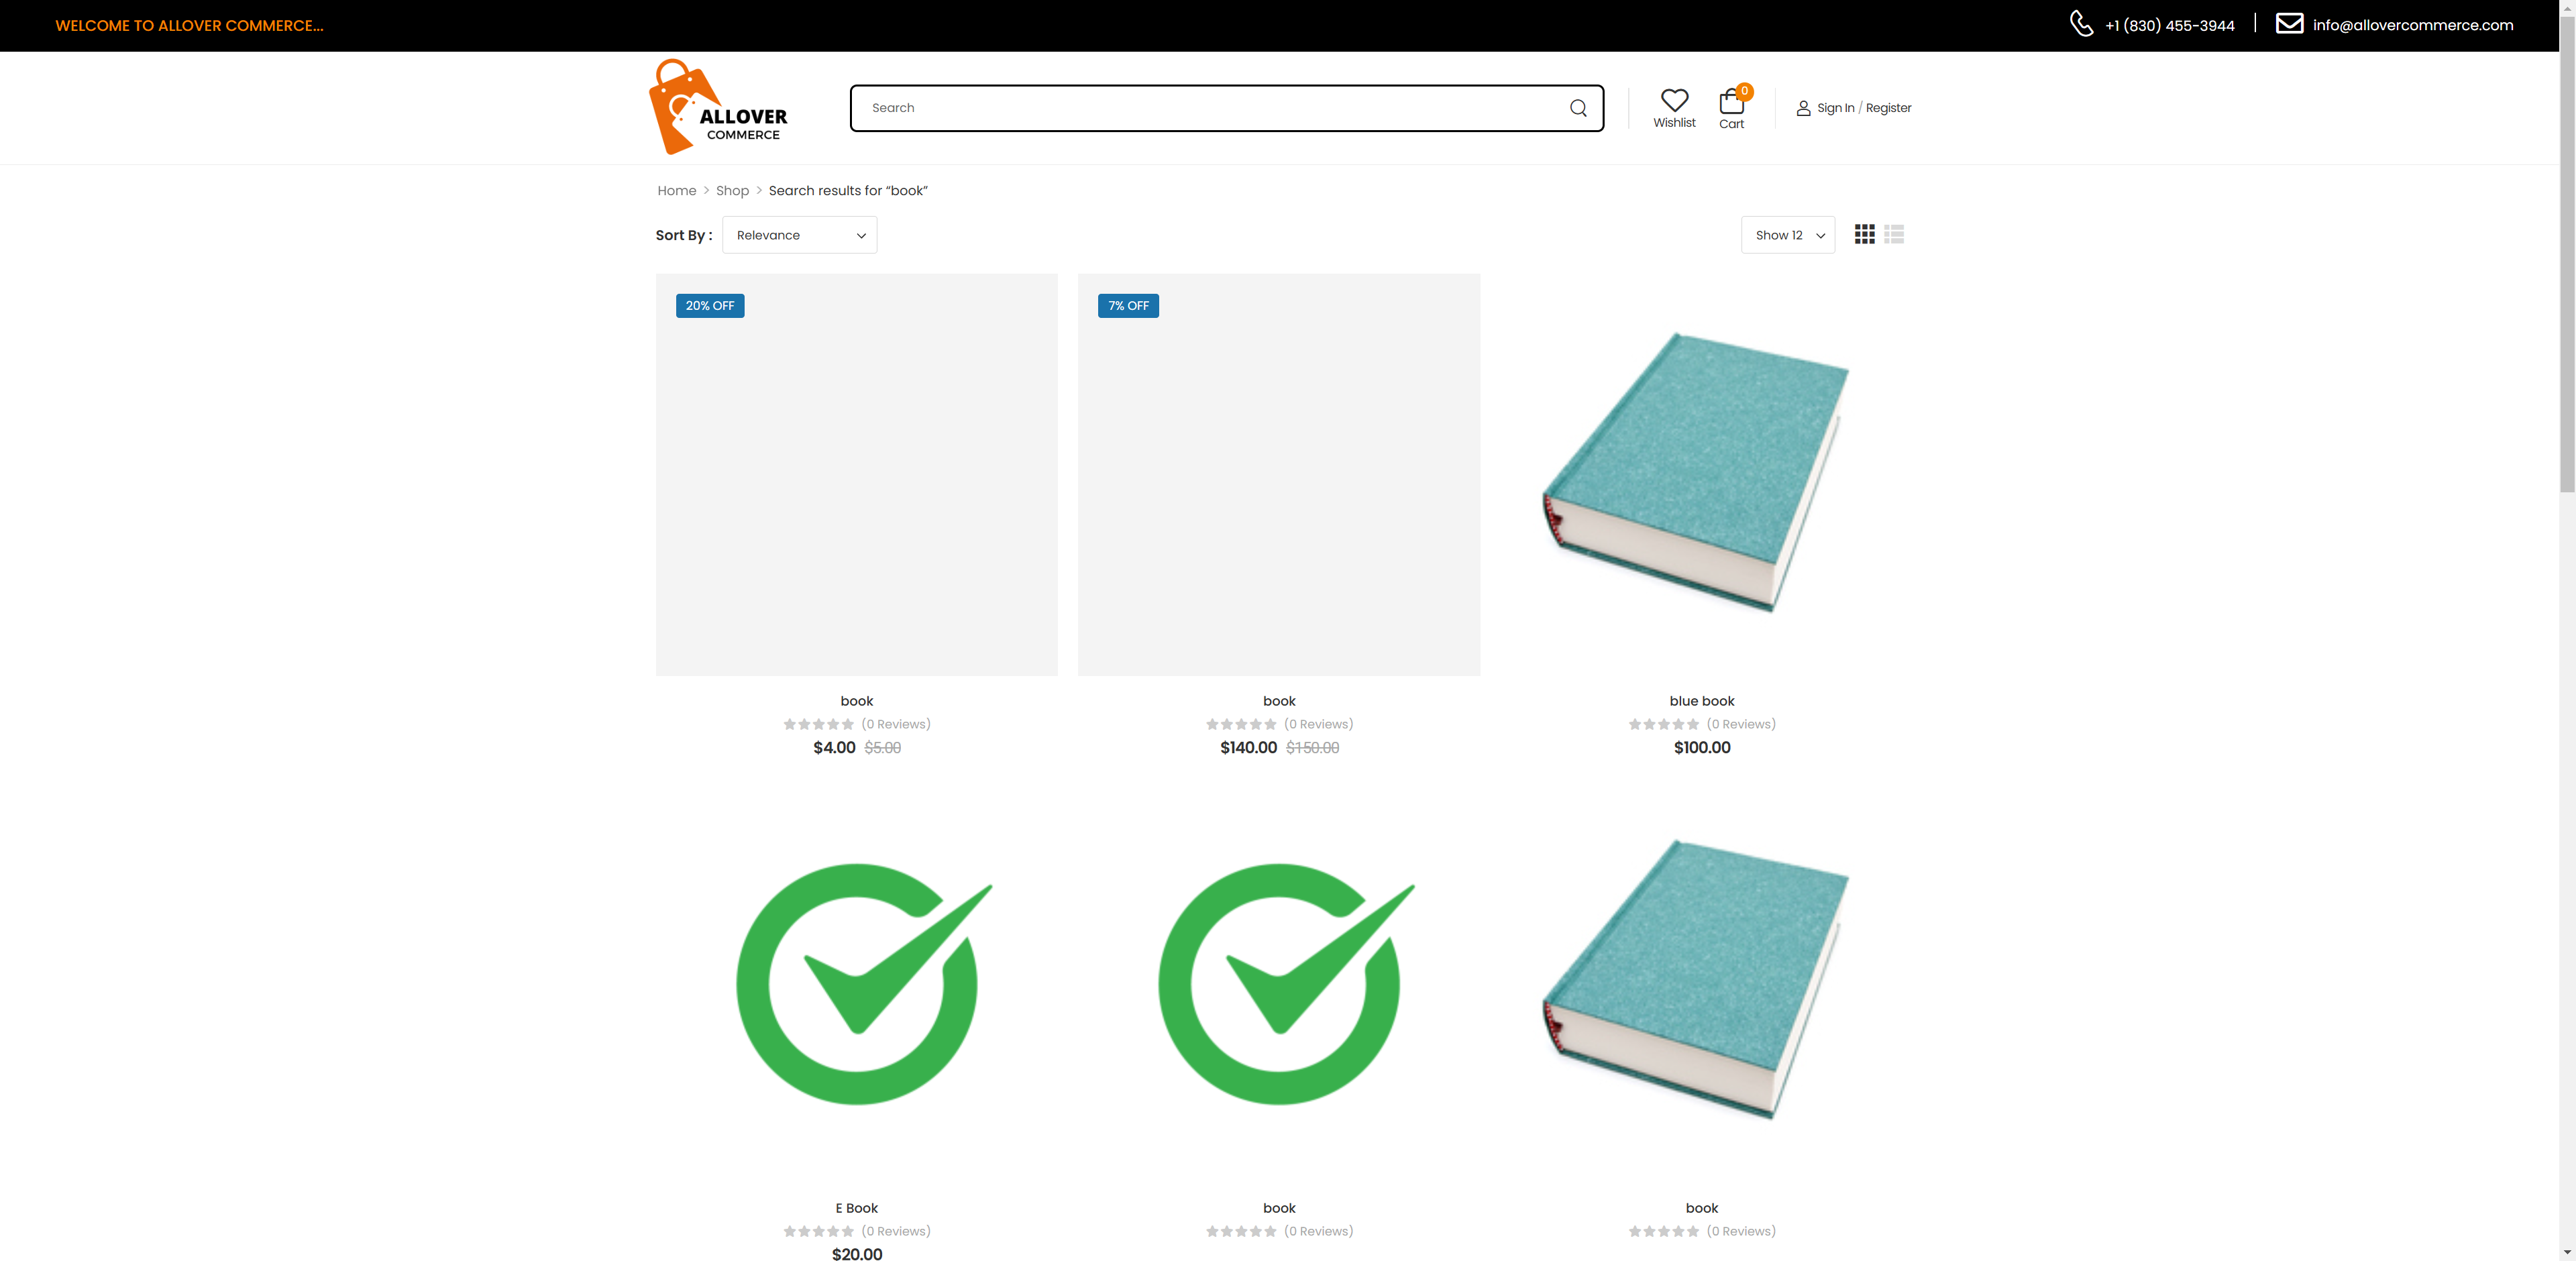 WELCOME TO ALLOVER COMMERCE...
+1 (830) 455-3944
info@allovercommerce.com
ALLOVER
COMMERCE
Search
Wishlist
0
Cart
Sign In / Register
Home > Shop > Search results for “book“
Sort By :
Relevance
Show 12
20% OFF
7% OFF
book
(0 Reviews)
$4.00 $5.00
book
(0 Reviews)
$140.00 $150.00
blue book
(0 Reviews)
$100.00
E Book
(0 Reviews)
$20.00
book
(0 Reviews)
book
(0 Reviews)